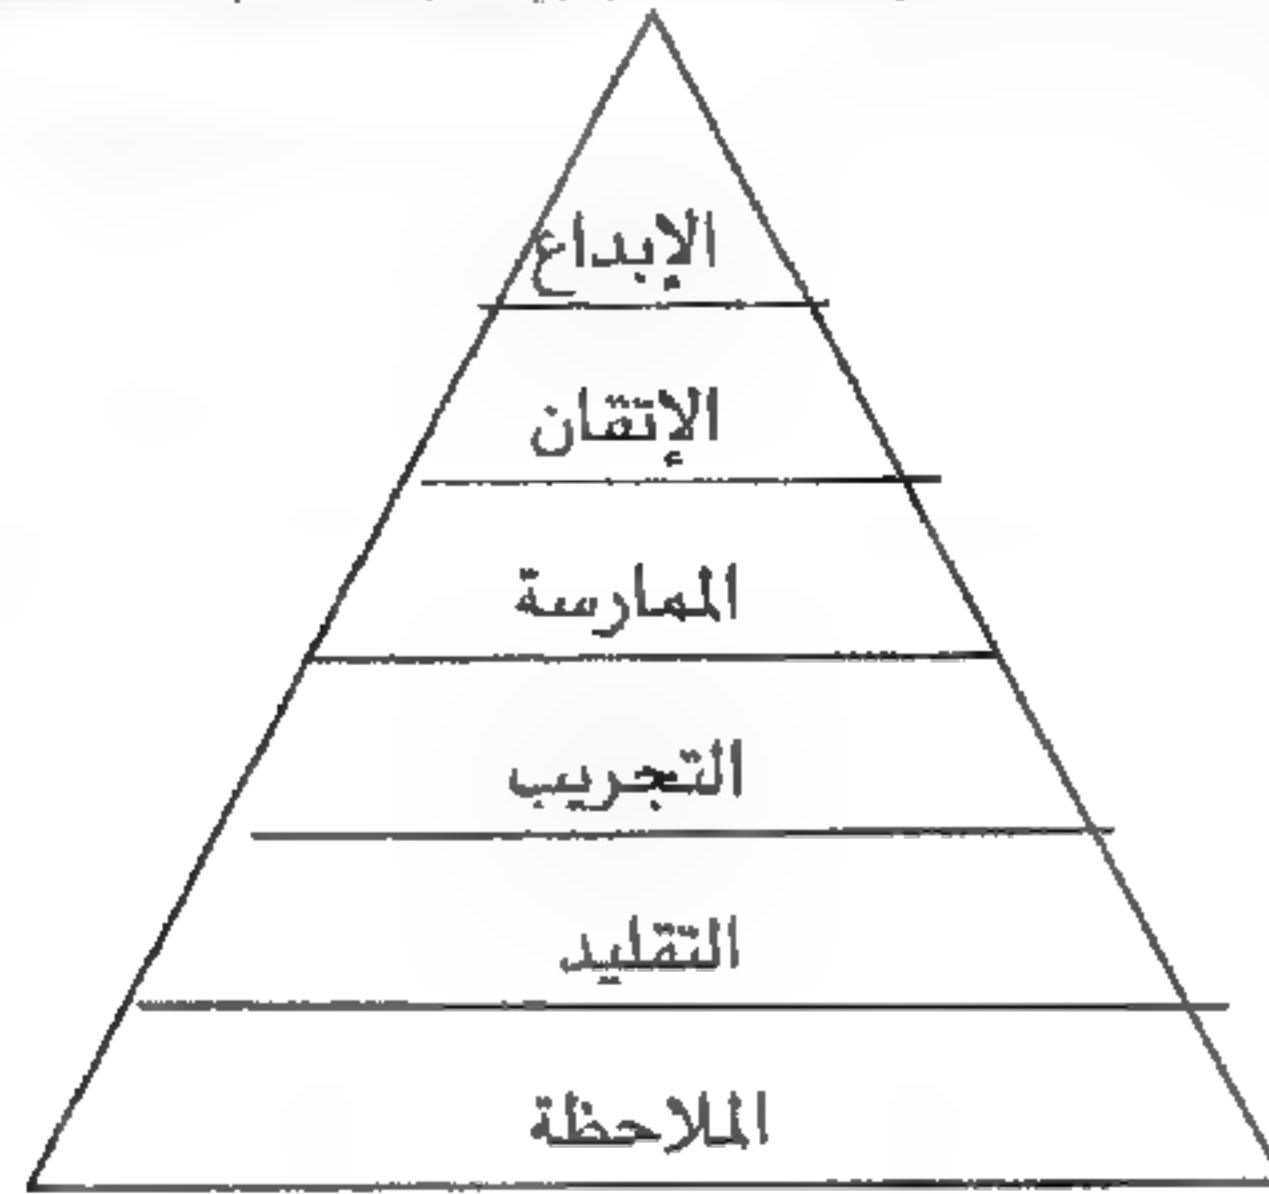 الإبداع
الإتقان
الممارسة
التجريب
التقليد
الملاحظة